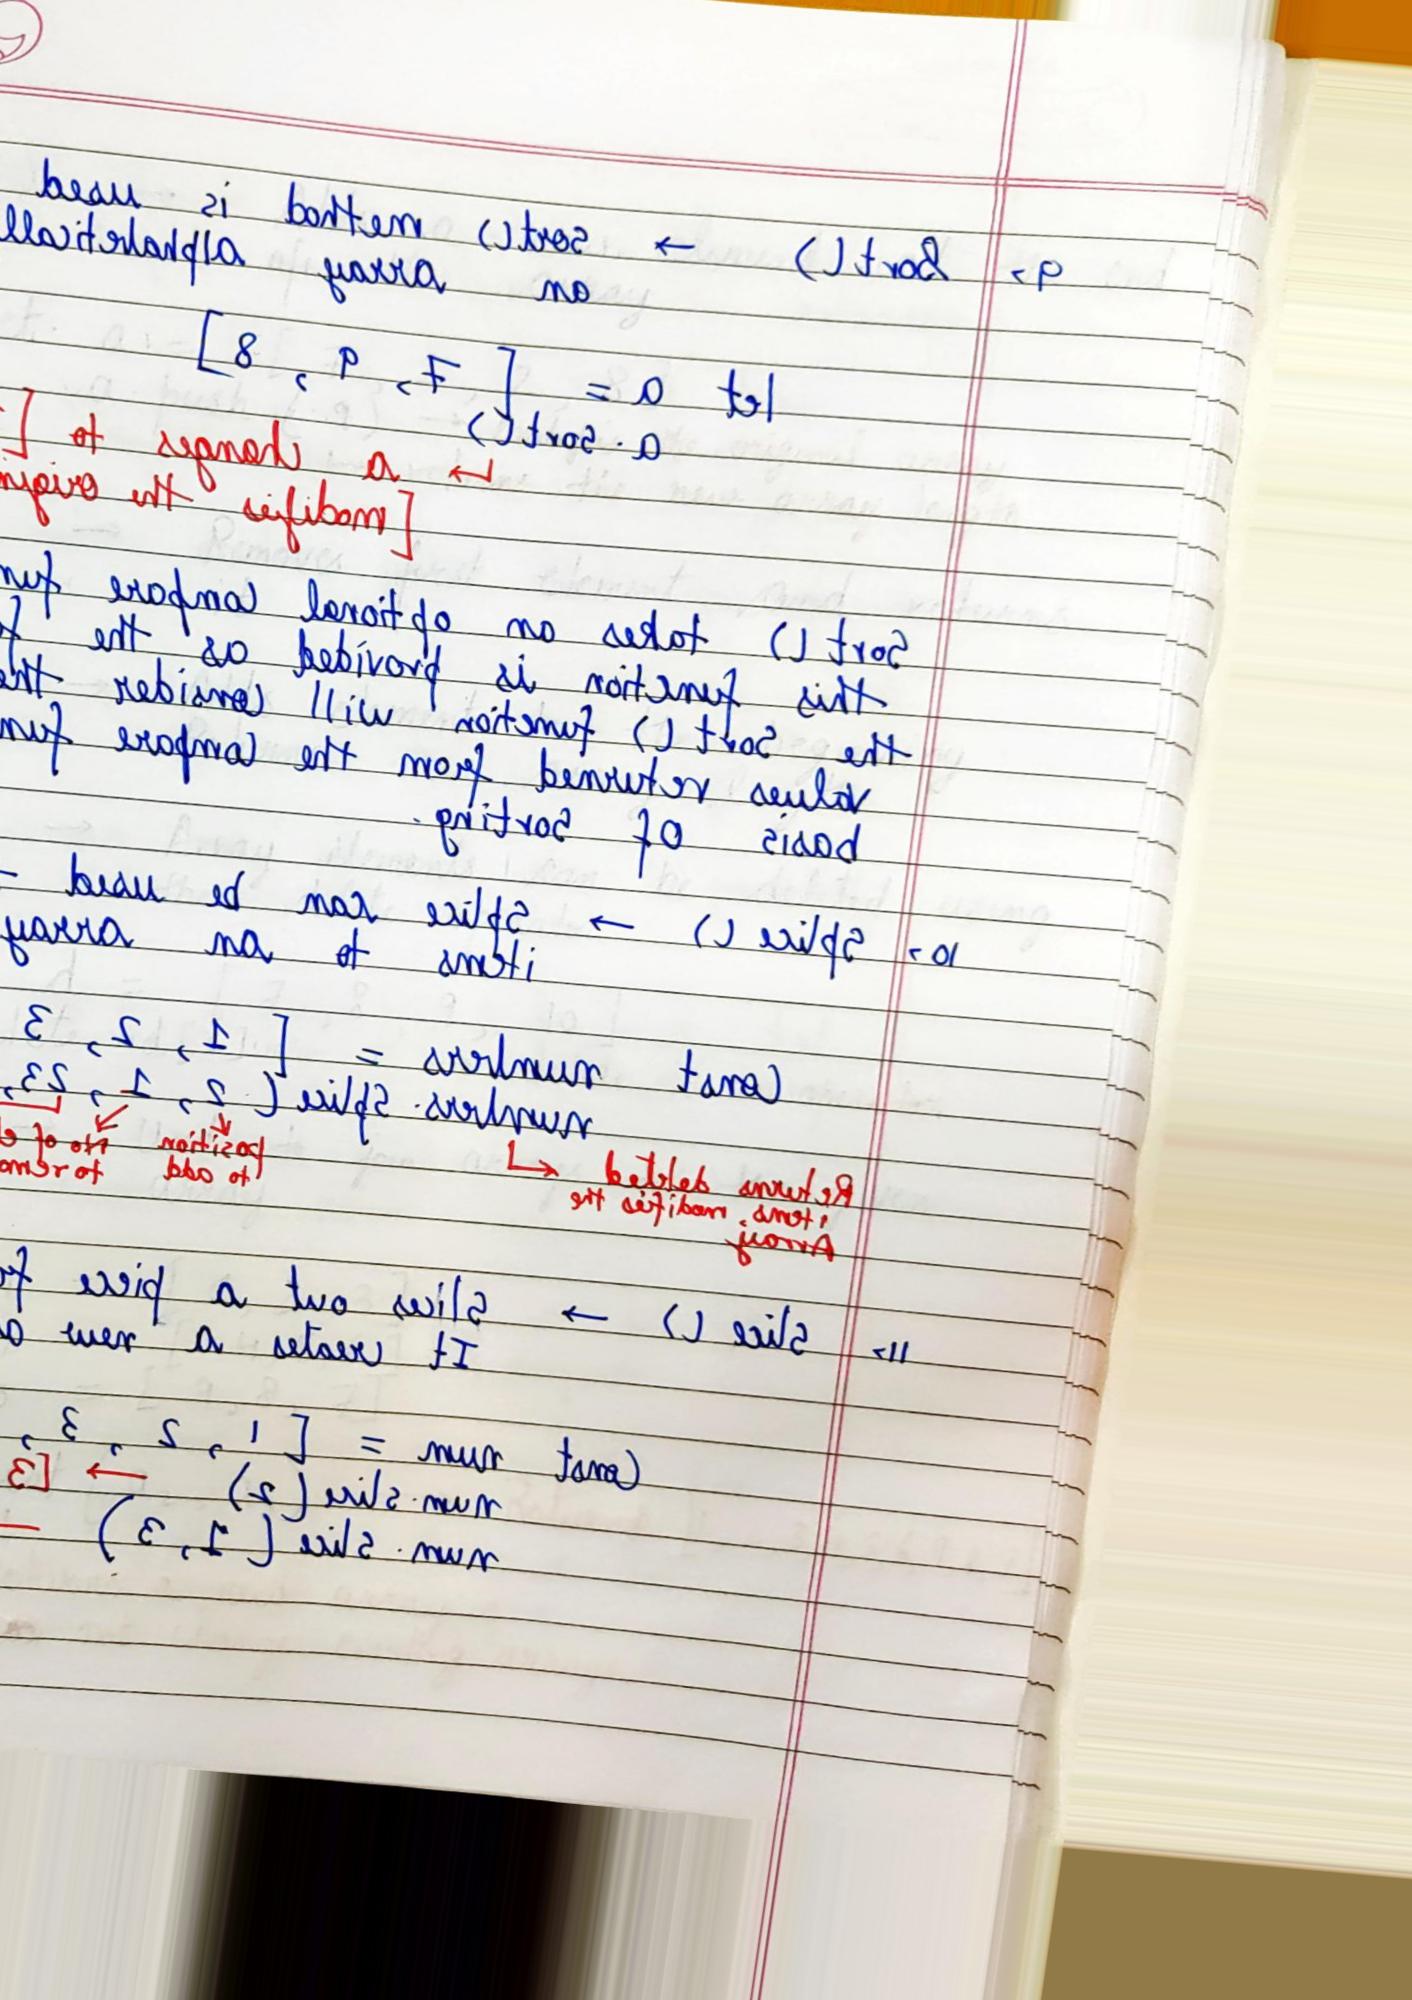 9> Sort() → Sort() method is used
an array alphabeticall
let a = [ 7, 9, 8]
a.sort()
↳ a changes to [
[modifies the origin
Sort () takes an optional compare fun
this function is provided as the f
the Sort () function will consider the
values returned from the compare fun
basis of Sorting.
10> Splice () → Splice can be used -
items to an array
Const numbers = [ 1, 2, 3
numbers. Splice ( 2, 1, 23,
Returns deleted position No of e
items, modifies the to add to remo
Array
11> Slice () → Slices out a piece fr
It creates a new a
Const num = [ 1, 2, 3,
num. slice (2) → [3
num. slice (1, 3) -